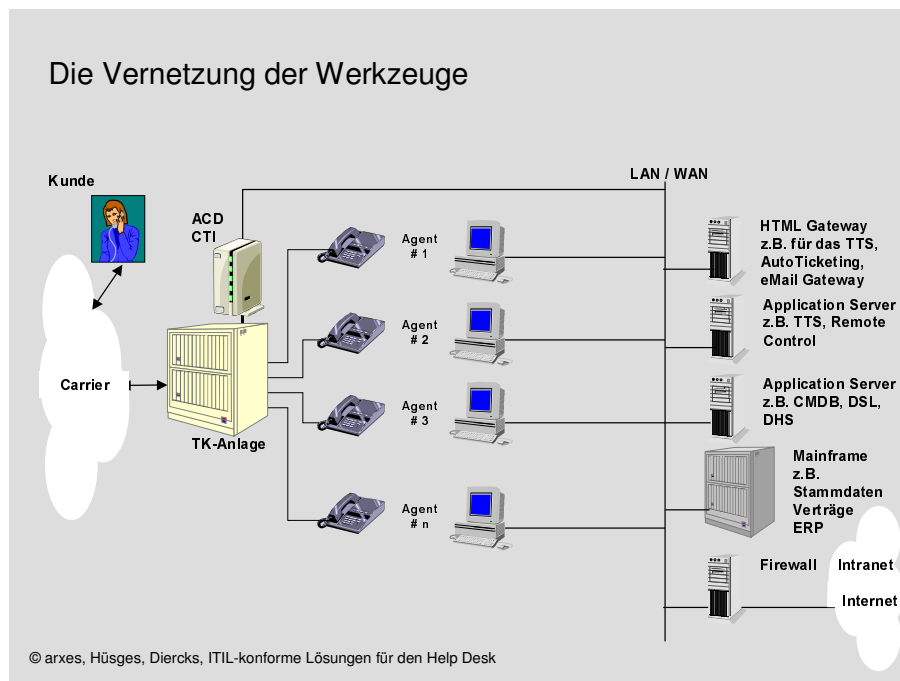 Die Vernetzung der Werkzeuge
LAN / WAN
Kunde
ACD
CTI
Agent
# 1
HTML Gateway
z.B. für das TTS,
AutoTicketing,
eMail Gateway
Agent
# 2
Application Server
z.B. TTS, Remote
Control
Carrier
Agent
# 3
Application Server
z.B. CMDB, DSL,
DHS
TK-Anlage
Mainframe
z.B.
Stammdaten
Verträge
ERP
Agent
# n
Firewall
Intranet
Internet
© arxes, Hüsges, Diercks, ITIL-konforme Lösungen für den Help Desk